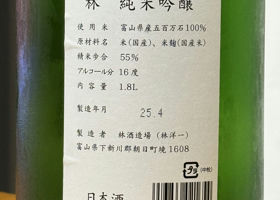 林 純米吟醸
使用米 富山県産五百万石100%
原材料名 米(国産)、米麹(国産米)
精米歩合 55%
アルコール分 16度
内容量 1.8L
製造年月 25.4
製造者 林酒造場(林洋一)
富山県下新川郡朝日町境1608
日本酒